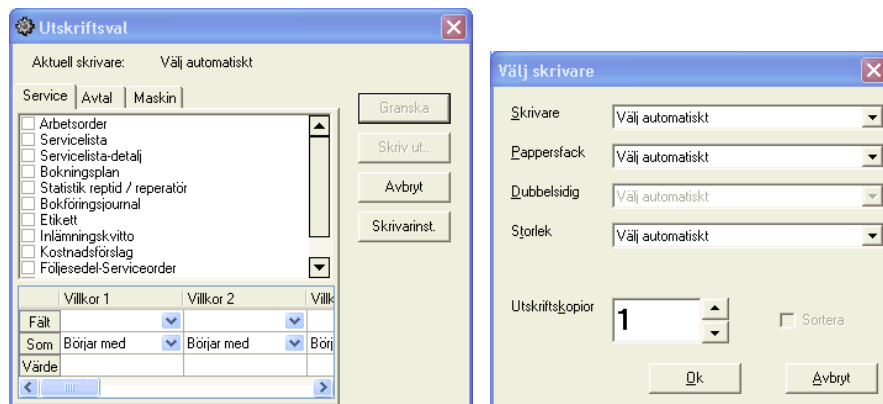 Utskriftsval
Aktuell skrivare: Välj automatiskt
Service Avtal Maskin
Arbetsorder
Servicelista
Servicelista-detalj
Bokningsplan
Statistik reptid / reperatör
Bokföringsjournal
Etikett
Inlämningskvitto
Kostnadsförslag
Följesedel-Serviceorder
Granska
Skriv ut..
Avbryt
Skrivarinst.
Villkor 1 Villkor 2 Villk
Fält
Som Börjar med Börjar med Börj
Värde
Välj skrivare
Skrivare Välj automatiskt
Pappersfack Välj automatiskt
Dubbelsidig Välj automatiskt
Storlek Välj automatiskt
Utskriftskopior 1 Sortera
Ok Avbryt